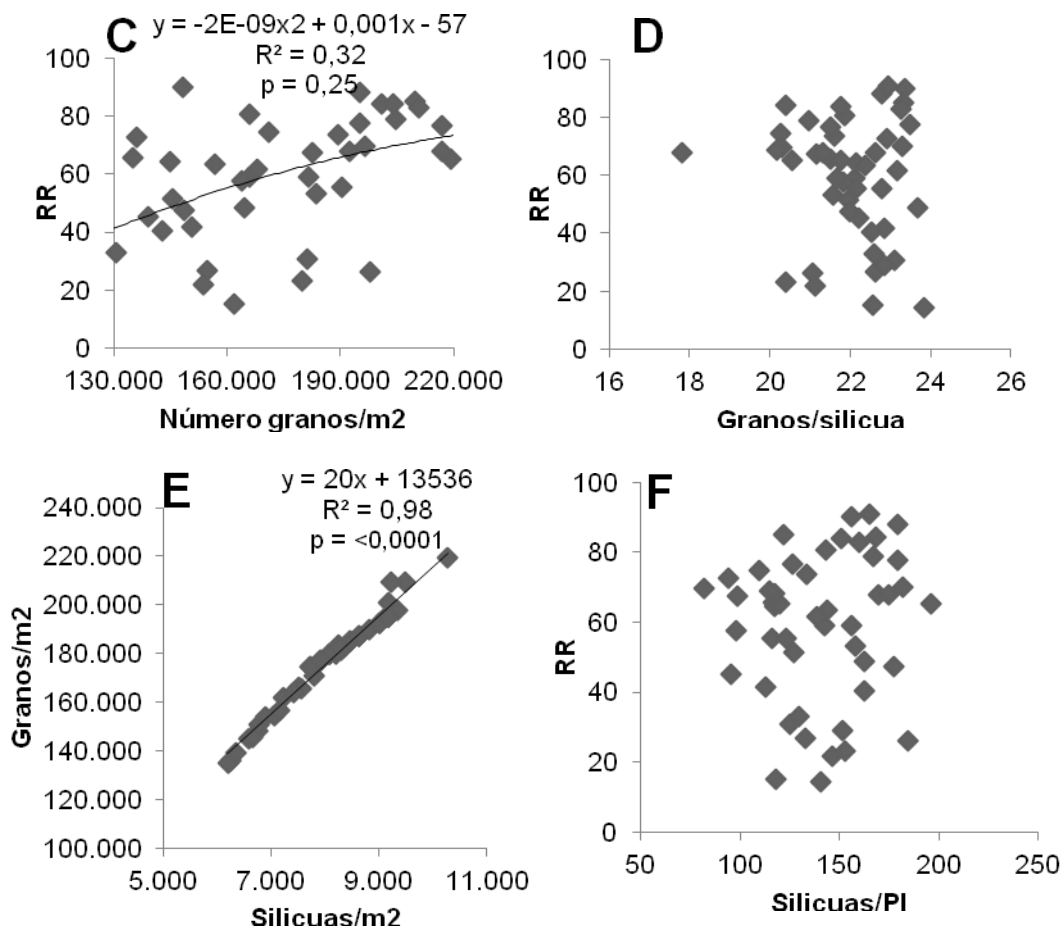 C
y = -2E-09x2 + 0,001x - 57
R² = 0,32
p = 0,25
RR
100
80
60
40
20
0
130.000 160.000 190.000 220.000
Número granos/m2
D
RR
100
80
60
40
20
0
16 18 20 22 24 26
Granos/silicua
E
y = 20x + 13536
R² = 0,98
p = <0,0001
Granos/m2
240.000
220.000
200.000
180.000
160.000
140.000
120.000
100.000
5.000 7.000 9.000 11.000
Silicuas/m2
F
RR
100
80
60
40
20
0
50 100 150 200 250
Silicuas/Pl